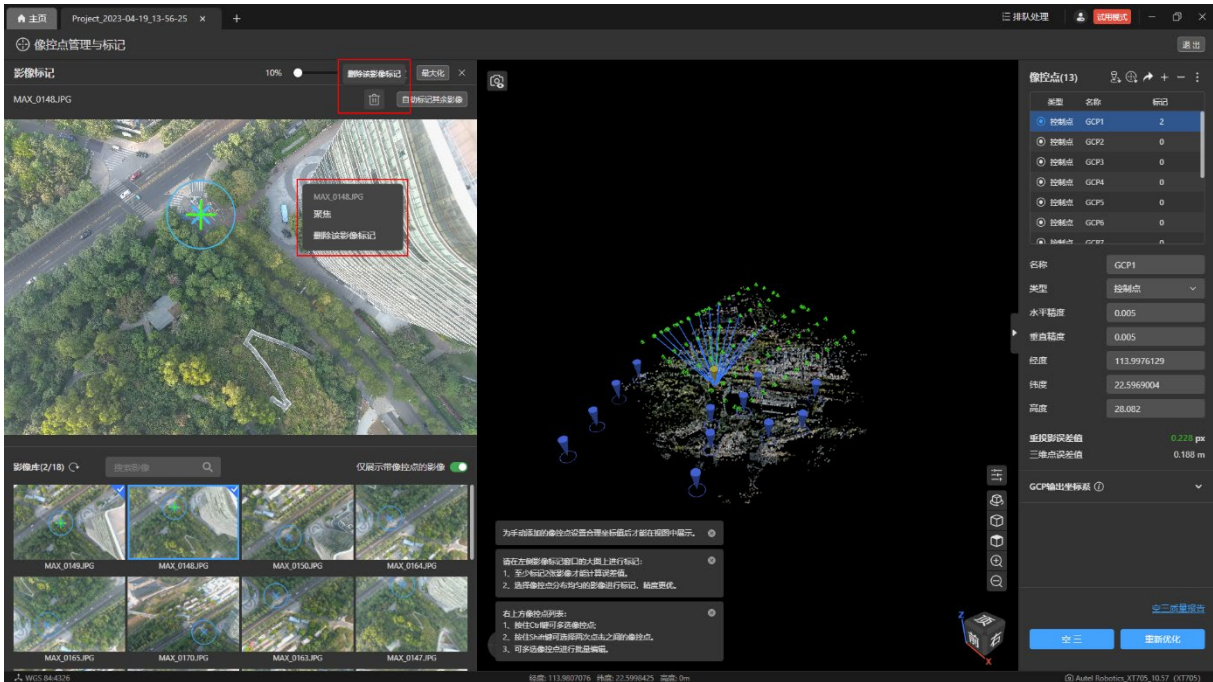 主页
Project_2023-04-19_13-56-25
排队处理
试用模式
像控点管理与标记
退出
影像标记
10%
删除该影像标记
最大化
MAX_0148.JPG
自动标记其余影像
MAX_0148.JPG
聚焦
删除该影像标记
影像库(2/18)
搜索影像
仅展示带像控点的影像
MAX_0149.JPG
MAX_0148.JPG
MAX_0150.JPG
MAX_0164.JPG
MAX_0165.JPG
MAX_0170.JPG
MAX_0163.JPG
MAX_0147.JPG
为手动添加的像控点设置合理坐标值后才能在视图中展示。
请在左侧影像标记窗口的大图上进行标记:
1、至少标记2张影像才能计算误差值。
2、选择像控点分布均匀的影像进行标记，精度更优。
右上方像控点列表:
1、按住Ctrl键可多选像控点;
2、按住Shift键可选择两次点击之间的像控点。
3、可多选像控点进行批量编辑。
Z
前
右
X
像控点(13)
类型 名称 标记
控制点 GCP1 2
控制点 GCP2 0
控制点 GCP3 0
控制点 GCP4 0
控制点 GCP5 0
控制点 GCP6 0
控制点 GCP7 0
名称 GCP1
类型 控制点
水平精度 0.005
垂直精度 0.005
经度 113.9976129
纬度 22.5969004
高度 28.082
重投影误差值 0.228 px
三维点误差值 0.188 m
GCP输出坐标系
空三质量报告
空三
重新优化
WGS 84:4326
经度: 113.9807076 纬度: 22.5998425 高度: 0m
Autel Robotics_XT705_10.57 (XT705)